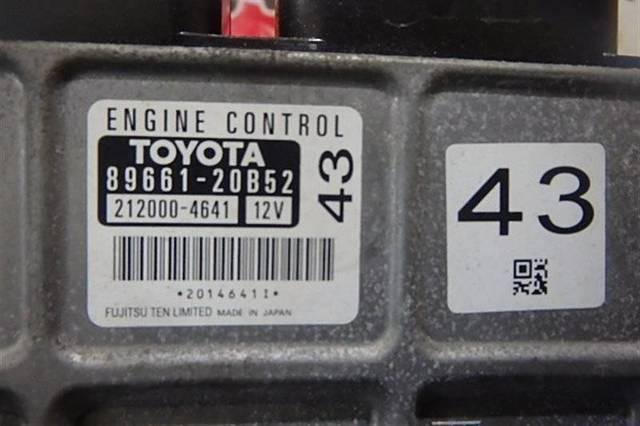 ENGINE CONTROL
TOYOTA
89661-20B52
212000-4641 12V
43
*2014641I*
FUJITSU TEN LIMITED MADE IN JAPAN
43